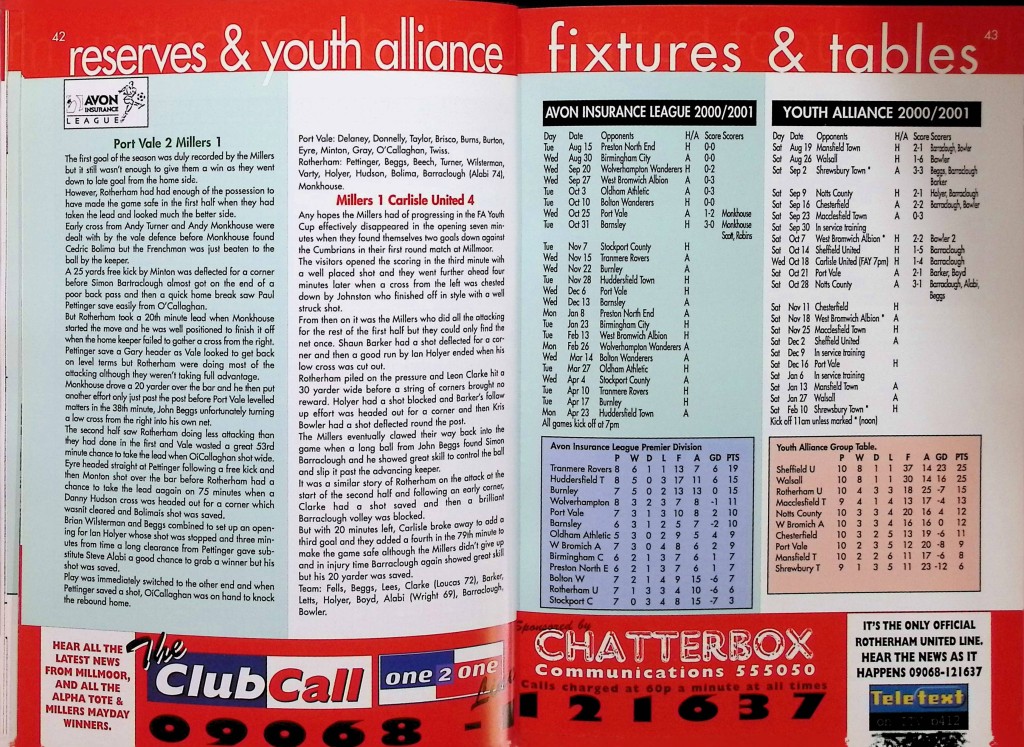 42
reserves & youth alliance
AVON
INSURANCE
LEAGUE
Port Vale 2 Millers 1
The first goal of the season was duly recorded by the Millers
but it still wasn't enough to give them a win as they went
down to late goal from the home side.
However, Rotherham had had enough of the possession to
have made the game safe in the first half when they had
taken the lead and looked much the better side.
Early cross from Andy Turner and Andy Monkhouse were
dealt with by the vale defence before Monkhouse found
Cedric Bolima but the Frenchman was just beaten to the
ball by the keeper.
A 25 yards free kick by Minton was deflected for a corner
before Simon Bartraclough almost got on the end of a
poor back pass and then a quick home break saw Paul
Pettinger save easily from O'Callaghan.
But Rotherham took a 20th minute lead when Monkhouse
started the move and he was well positioned to finish it off
when the home keeper failed to gather a cross from the right.
Pettinger save a Gary header as Vale looked to get back
on level terms but Rotherham were doing most of the
attacking although they weren't taking full advantage.
Monkhouse drove a 20 yarder over the bar and he then put
another effort only just past the post before Port Vale levelled
matters in the 38th minute, John Beggs unfortunately turning
a low cross from the right into his own net.
The second half saw Rotherham doing less attacking than
they had done in the first and Vale wasted a great 53rd
minute chance to take the lead when OíCallaghan shot wide.
Eyre headed straight at Pettinger following a free kick and
then Monton shot over the bar before Rotherham had a
chance to take the lead aagain on 75 minutes when a
Danny Hudson cross was headed out for a corner which
wasnít cleared and Bolimaís shot was saved.
Brian Wilsterman and Beggs combined to set up an open-
ing for Ian Holyer whose shot was stopped and three min-
utes from time a long clearance from Pettinger gave sub-
stitute Steve Alabi a good chance to grab a winner but his
shot was saved.
Play was immediately switched to the other end and when
Pettinger saved a shot, OíCallaghan was on hand to knock
the rebound home.
Port Vale: Delaney, Donnelly, Taylor, Brisco, Burns, Burton,
Eyre, Minton, Gray, O'Callaghan, Twiss.
Rotherham: Pettinger, Beggs, Beech, Turner, Wilsterman,
Varty, Holyer, Hudson, Bolima, Barraclough (Alabi 74),
Monkhouse.
Millers 1 Carlisle United 4
Any hopes the Millers had of progressing in the FA Youth
Cup effectively disappeared in the opening seven min-
utes when they found themselves two goals down against
the Cumbrians in their first round match at Millmoor.
The visitors opened the scoring in the third minute with
a well placed shot and they went further ahead four
minutes later when a cross from the left was chested
down by Johnston who finished off in style with a well
struck shot.
From then on it was the Millers who did all the attacking
for the rest of the first half but they could only find the
net once. Shaun Barker had a shot deflected for a cor-
ner and then a good run by Ian Holyer ended when his
low cross was cut out.
Rotherham piled on the pressure and Leon Clarke hit a
30 yarder wide before a string of corners brought no
reward. Holyer had a shot blocked and Barker's follow
up effort was headed out for a corner and then Kris
Bowler had a shot deflected round the post.
The Millers eventually clawed their way back into the
game when a long ball from John Beggs found Simon
Barraclough and he showed great skill to control the ball
and slip it past the advancing keeper.
It was a similar story of Rotherham on the attack at the
start of the second half and following an early corner,
Clarke had a shot saved and then a brilliant
Barraclough volley was blocked.
But with 20 minutes left, Carlisle broke away to add a
third goal and they added a fourth in the 79th minute to
make the game safe although the Millers didn't give up
and in injury time Barraclough again showed great skill
but his 20 yarder was saved.
Team: Fells, Beggs, Lees, Clarke (Loucas 72), Barker,
Letts, Holyer, Boyd, Alabi (Wright 69), Barraclough,
Bowler.
HEAR ALL THE
LATEST NEWS
FROM MILLMOOR,
AND ALL THE
ALPHA TOTE &
MILLERS MAYDAY
WINNERS.
The
ClubCall
one 2 one
09068 -
fixtures & tables
43
AVON INSURANCE LEAGUE 2000/2001
Day Date Opponents H/A Score Scorers
Tue Aug 15 Preston North End H 0-0
Wed Aug 30 Birmingham City A 0-0
Wed Sep 20 Wolverhampton Wanderers H 0-2
Wed Sep 27 West Bromwich Albion A 0-3
Tue Oct 3 Oldham Athletic A 0-3
Tue Oct 10 Bolton Wanderers H 0-0
Wed Oct 25 Port Vale A 1-2 Monkhouse
Tue Oct 31 Barnsley H 3-0 Monkhouse
Scott, Robins
Tue Nov 7 Stockport County H
Wed Nov 15 Tranmere Rovers A
Wed Nov 22 Burnley A
Tue Nov 28 Huddersfield Town H
Wed Dec 6 Port Vale H
Wed Dec 13 Barnsley A
Mon Jan 8 Preston North End A
Tue Jan 23 Birmingham City H
Tue Feb 13 West Bromwich Albion H
Mon Feb 26 Wolverhampton Wanderers A
Wed Mar 14 Bolton Wanderers A
Tue Mar 27 Oldham Athletic H
Wed Apr 4 Stockport County A
Tue Apr 10 Tranmere Rovers H
Tue Apr 17 Burnley H
Mon Apr 23 Huddersfield Town A
All games kick off at 7pm
Avon Insurance League Premier Division
P W D L F A GD PTS
Tranmere Rovers 8 6 1 1 13 7 6 19
Huddersfield T 8 5 0 3 17 11 6 15
Burnley 7 5 0 2 13 13 0 15
Wolverhampton 8 3 2 3 7 8 -1 11
Port Vale 7 3 1 3 10 8 2 10
Barnsley 6 3 1 2 5 7 -2 10
Oldham Athletic 5 3 0 2 9 5 4 9
W Bromich A 7 3 0 4 8 6 2 9
Birmingham C 6 2 1 3 7 6 1 7
Preston North E 6 2 1 3 7 6 1 7
Bolton W 7 2 1 4 9 15 -6 7
Rotherham U 7 1 3 3 4 10 -6 6
Stockport C 7 0 3 4 8 15 -7 3
YOUTH ALLIANCE 2000/2001
Day Date Opponents H/A Score Scorers
Sat Aug 19 Mansfield Town H 2-1 Barraclough, Bowler
Sat Aug 26 Walsall H 1-6 Bowler
Sat Sep 2 Shrewsbury Town * A 3-3 Beggs, Barraclough
Barker
Sat Sep 9 Notts County H 2-1 Holyer, Barraclough
Sat Sep 16 Chesterfield A 2-2 Barraclough, Bowler
Sat Sep 23 Macclesfield Town A 0-3
Sat Sep 30 In service training
Sat Oct 7 West Bromwich Albion * H 2-2 Bowler 2
Sat Oct 14 Sheffield United H 1-5 Barraclough
Wed Oct 18 Carlisle United (FAY 7pm) H 1-4 Barraclough
Sat Oct 21 Port Vale A 2-1 Barker, Boyd
Sat Oct 28 Notts County A 3-1 Barraclough, Alabi,
Beggs
Sat Nov 11 Chesterfield H
Sat Nov 18 West Bromwich Albion * A
Sat Nov 25 Macclesfield Town H
Sat Dec 2 Sheffield United A
Sat Dec 9 In service training
Sat Dec 16 Port Vale H
Sat Jan 6 In service training
Sat Jan 13 Mansfield Town A
Sat Jan 27 Walsall A
Sat Feb 10 Shrewsbury Town * H
Kick off 11am unless marked * (noon)
Youth Alliance Group Table.
P W D L F A GD PTS
Sheffield U 10 8 1 1 37 14 23 25
Walsall 10 8 1 1 30 14 16 25
Rotherham U 10 4 3 3 18 25 -7 15
Macclesfield T 9 4 1 4 13 17 -4 13
Notts County 10 3 3 4 20 16 4 12
W Bromich A 10 3 3 4 16 16 0 12
Chesterfield 10 3 2 5 13 19 -6 11
Port Vale 10 2 3 5 12 20 -8 9
Mansfield T 10 2 2 6 11 17 -6 8
Shrewsbury T 9 1 3 5 11 23 -12 6
Sponsored by
CHATTERBOX
Communications 555050
Calls charged at 60p a minute at all times
121637
IT'S THE ONLY OFFICIAL
ROTHERHAM UNITED LINE.
HEAR THE NEWS AS IT
HAPPENS 09068-121637
Teletext